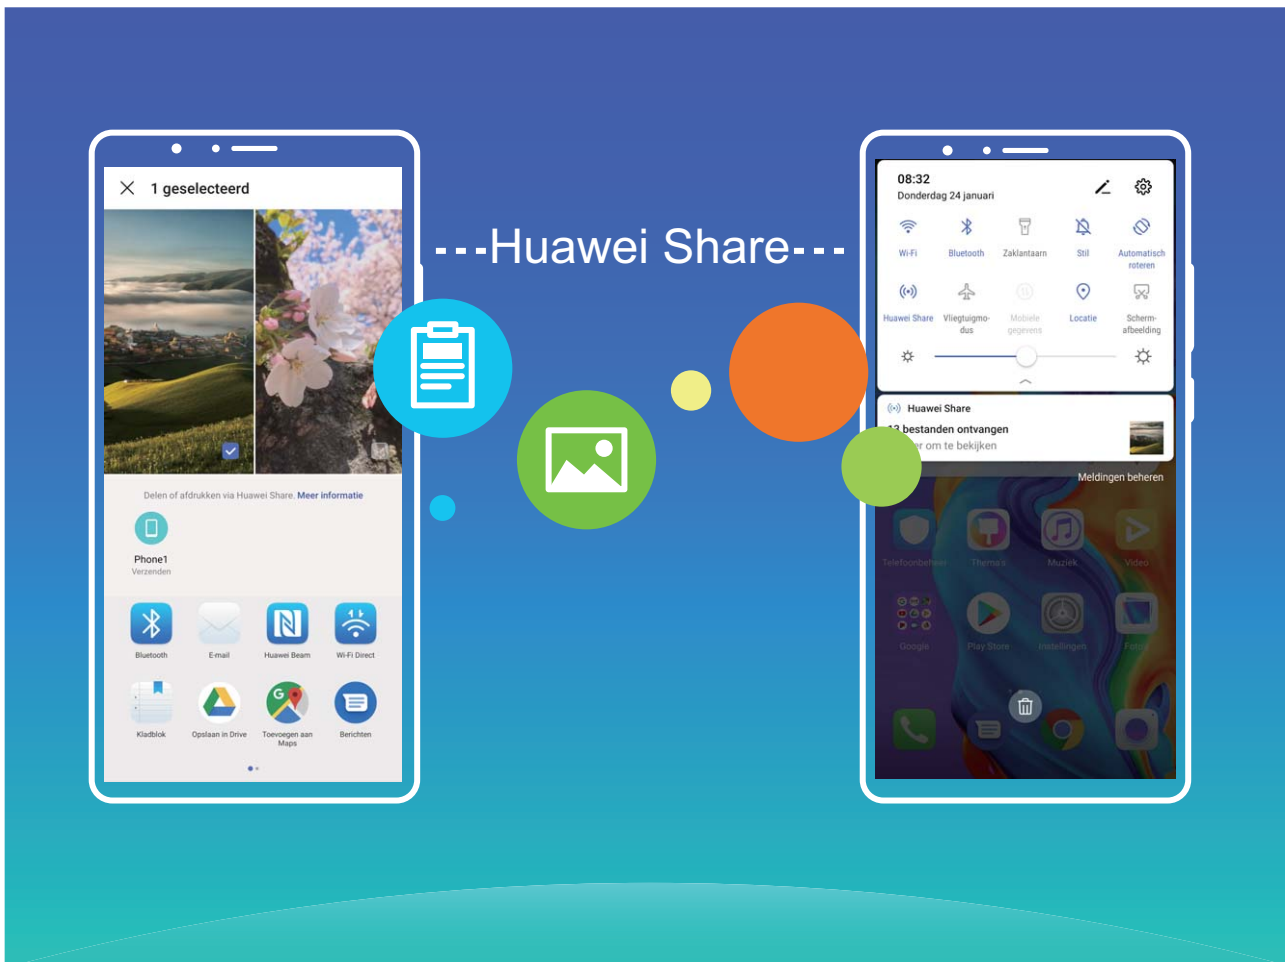 1 geselecteerd
Delen of afdrukken via Huawei Share. Meer informatie
Phone1
Verzenden
Bluetooth
E-mail
Huawei Beam
Wi-Fi Direct
Kladblok
Opslaan in Drive
Toevoegen aan
Maps
Berichten
---Huawei Share---
08:32
Donderdag 24 januari
Wi-Fi
Bluetooth
Zaklantaarn
Stil
Automatisch
roteren
Huawei Share
Vliegtuigmo-
dus
Mobiele
gegevens
Locatie
Scherm-
afbeelding
Huawei Share
bestanden ontvangen
om te bekijken
Meldingen beheren
Telefoonbeheer
Thema's
Muziek
Video
Google
Play Store
Instellingen
Foto's